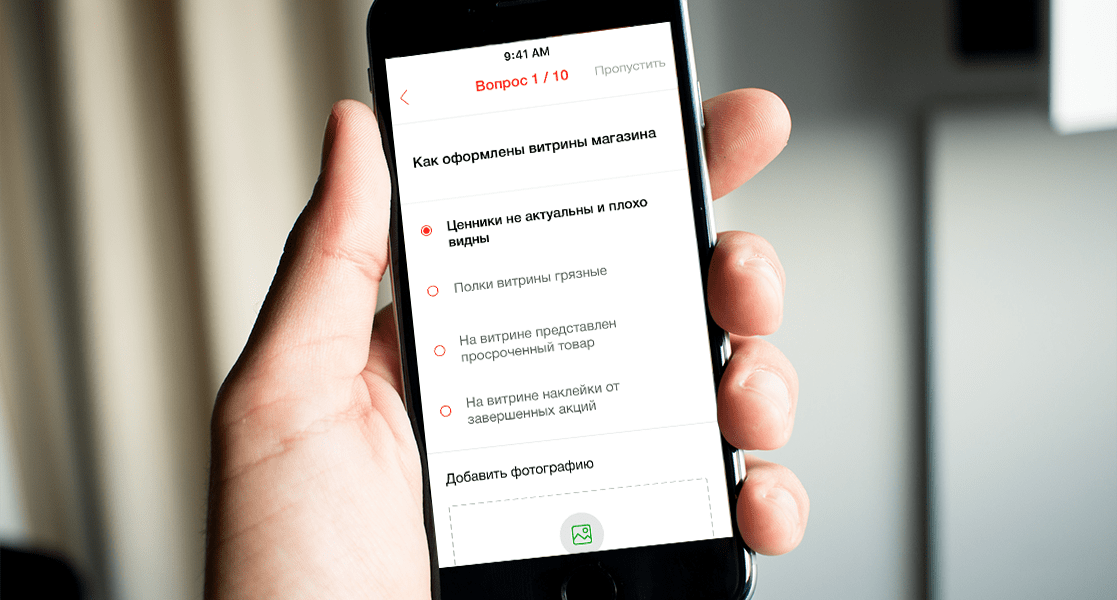 9:41 AM
Вопрос 1 / 10
Пропустить
Как оформлены витрины магазина
Ценники не актуальны и плохо
видны
Полки витрины грязные
На витрине представлен
просроченный товар
На витрине наклейки от
завершенных акций
Добавить фотографию